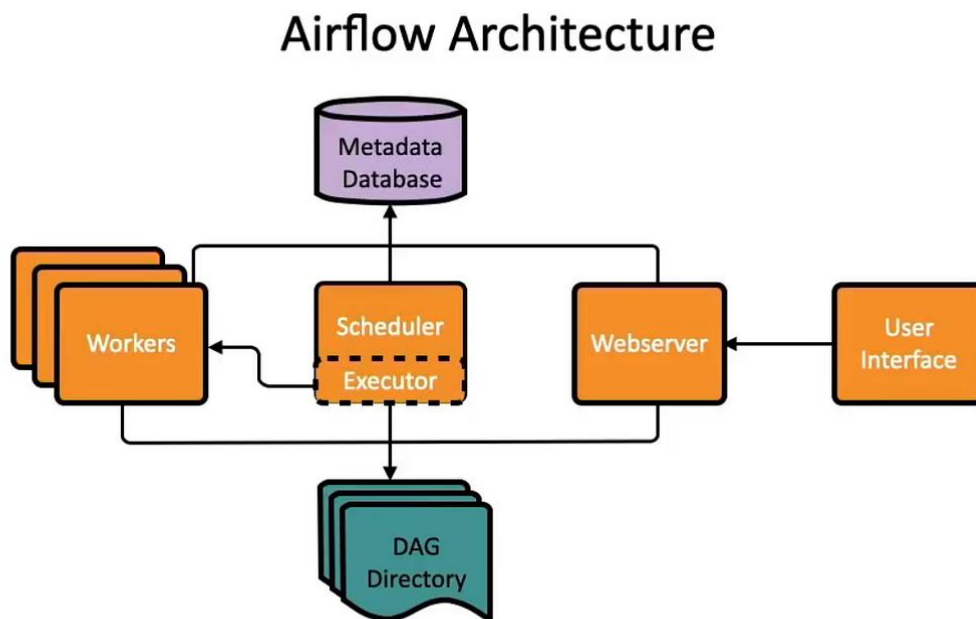 Airflow Architecture
Metadata
Database
Workers
Scheduler
Executor
Webserver
User
Interface
DAG
Directory